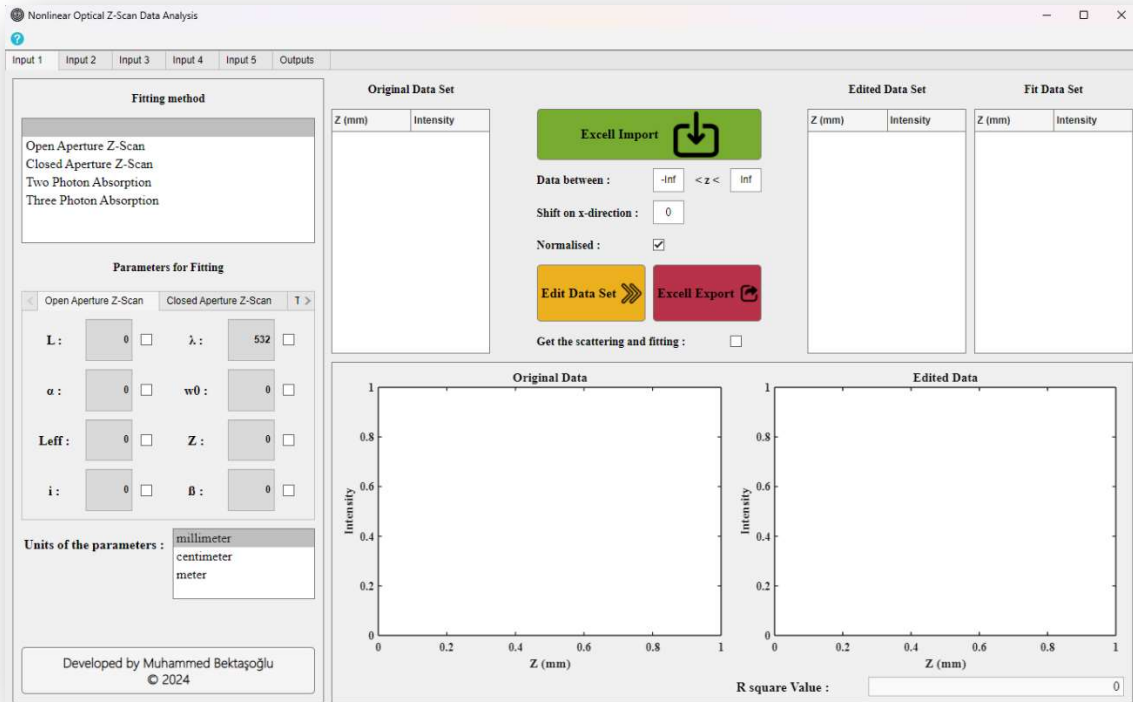 Nonlinear Optical Z-Scan Data Analysis
?
Input 1 Input 2 Input 3 Input 4 Input 5 Outputs
Fitting method
Open Aperture Z-Scan
Closed Aperture Z-Scan
Two Photon Absorption
Three Photon Absorption
Parameters for Fitting
Open Aperture Z-Scan Closed Aperture Z-Scan T
L : 0 λ : 532
α : 0 w0 : 0
Leff : 0 Z : 0
i : 0 ß : 0
Units of the parameters : millimeter
centimeter
meter
Developed by Muhammed Bektaşoğlu
© 2024
Original Data Set
Z (mm) Intensity
Excell Import
Data between : -Inf < z < Inf
Shift on x-direction : 0
Normalised :
Edit Data Set Excell Export
Get the scattering and fitting :
Edited Data Set
Z (mm) Intensity
Fit Data Set
Z (mm) Intensity
Original Data
1
0.8
0.6
0.4
0.2
0
Intensity
0 0.2 0.4 0.6 0.8 1
Z (mm)
Edited Data
1
0.8
0.6
0.4
0.2
0
Intensity
0 0.2 0.4 0.6 0.8 1
Z (mm)
R square Value : 0